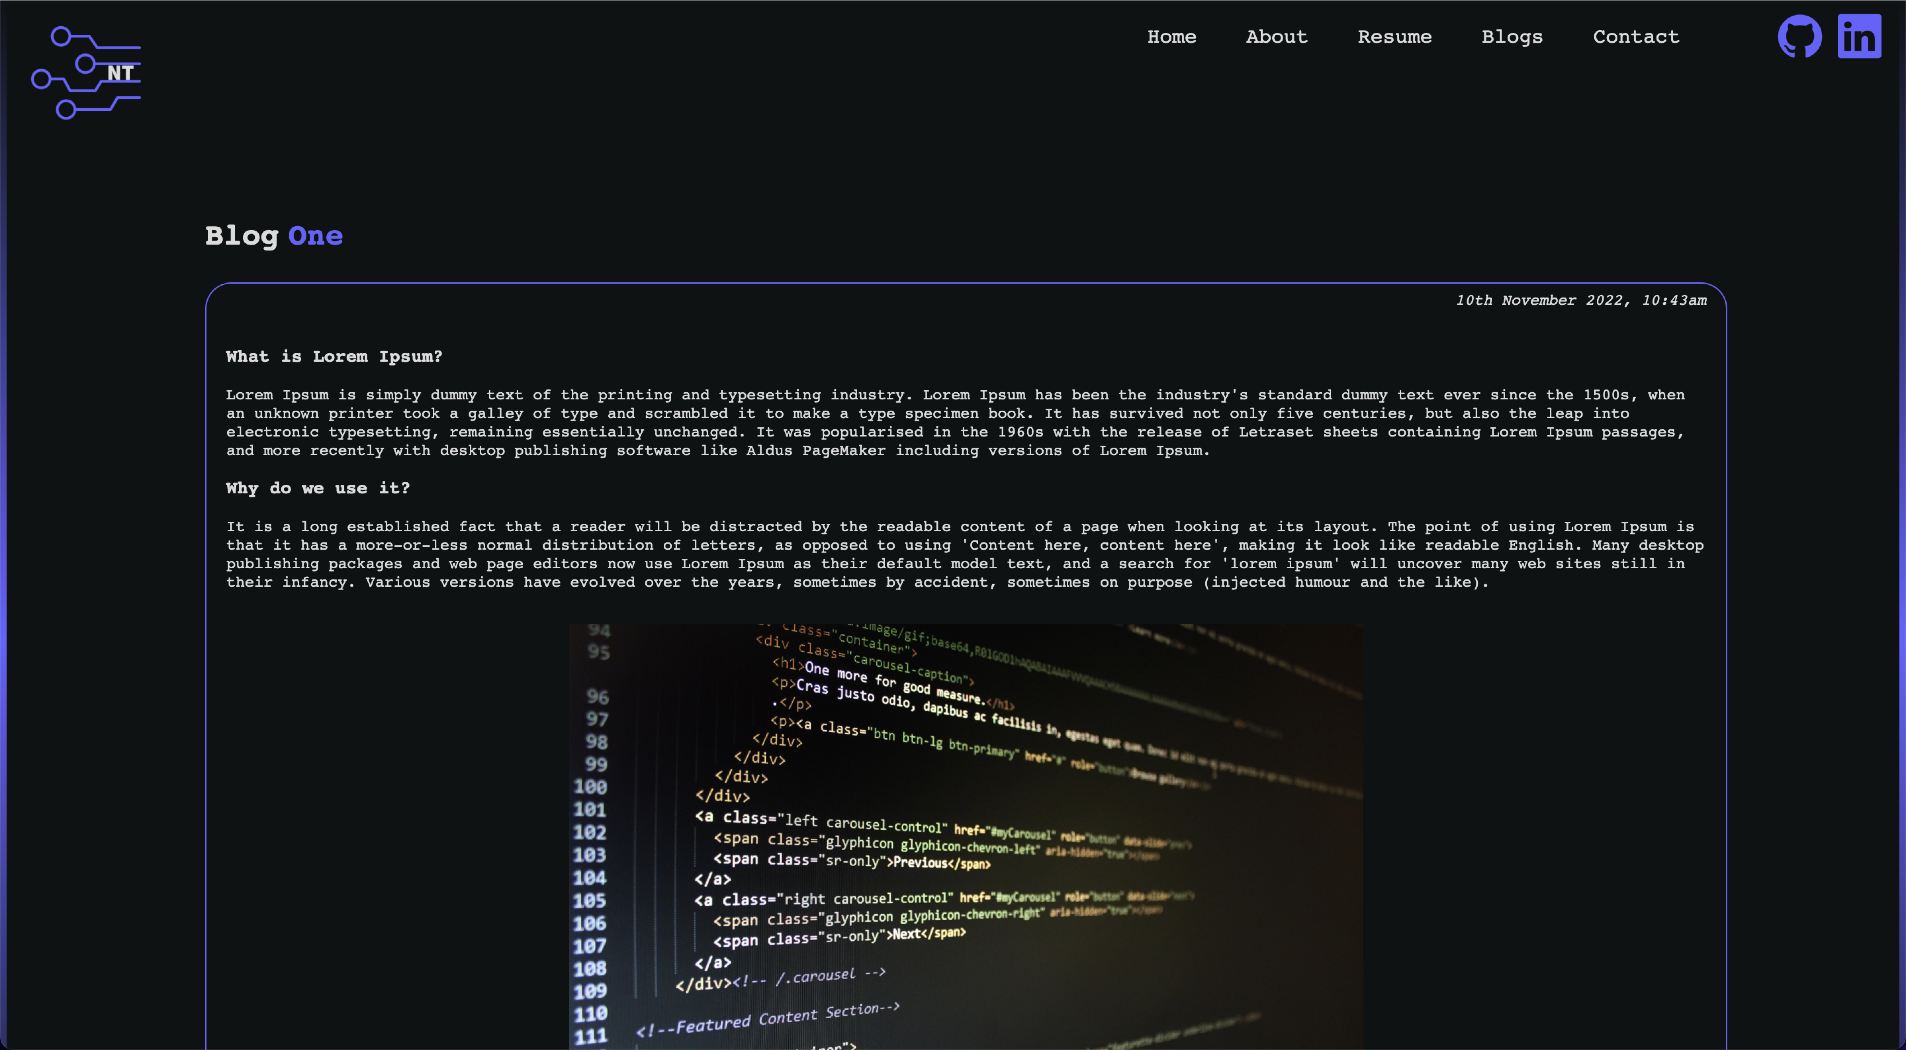 NT
Home About Resume Blogs Contact
in
Blog One
10th November 2022, 10:43am
What is Lorem Ipsum?
Lorem Ipsum is simply dummy text of the printing and typesetting industry. Lorem Ipsum has been the industry's standard dummy text ever since the 1500s, when
an unknown printer took a galley of type and scrambled it to make a type specimen book. It has survived not only five centuries, but also the leap into
electronic typesetting, remaining essentially unchanged. It was popularised in the 1960s with the release of Letraset sheets containing Lorem Ipsum passages,
and more recently with desktop publishing software like Aldus PageMaker including versions of Lorem Ipsum.
Why do we use it?
It is a long established fact that a reader will be distracted by the readable content of a page when looking at its layout. The point of using Lorem Ipsum is
that it has a more-or-less normal distribution of letters, as opposed to using 'Content here, content here', making it look like readable English. Many desktop
publishing packages and web page editors now use Lorem Ipsum as their default model text, and a search for 'lorem ipsum' will uncover many web sites still in
their infancy. Various versions have evolved over the years, sometimes by accident, sometimes on purpose (injected humour and the like).
94 class="container">
95 <div class="carousel-caption">
<h1>One more for good measure.</h1>
<p>Cras justo odio, dapibus ac facilisis in, egestas eget quam.
96 .</p>
97 <p><a class="btn btn-lg btn-primary" href="#" role="button">
98 </div>
99 </div>
100 </div>
101 </div>
102 <a class="left carousel-control" href="#myCarousel" role="button"
103 <span class="glyphicon glyphicon-chevron-left" aria-hidden="true"></span>
104 <span class="sr-only">Previous</span>
105 </a>
106 <a class="right carousel-control" href="#myCarousel" role="button"
107 <span class="glyphicon glyphicon-chevron-right" aria-hidden="true"></span>
108 <span class="sr-only">Next</span>
109 </a>
110 </div><!-- /.carousel -->
111 <!--Featured Content Section-->